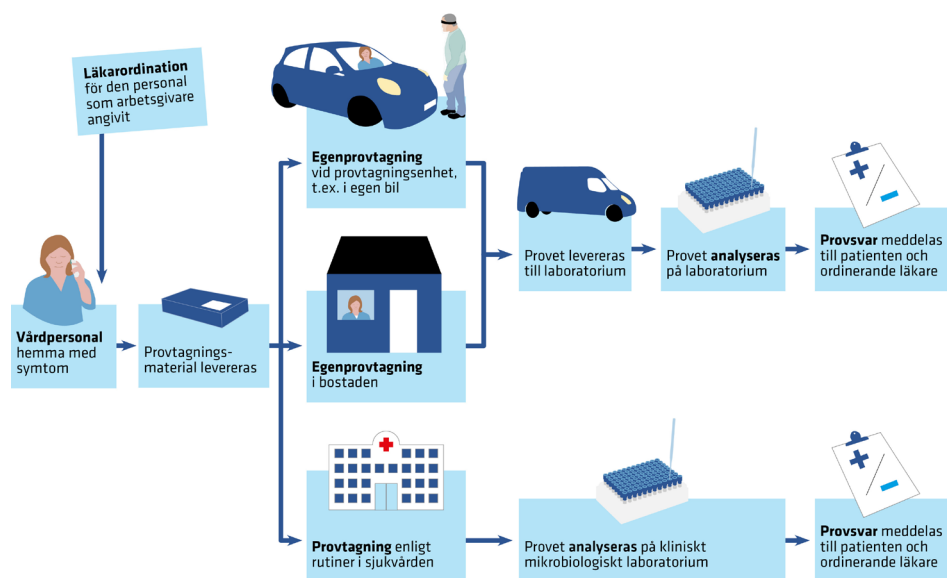 Läkarordination
för den personal
som arbetsgivare
angivit
Vårdpersonal
hemma med
symtom
Provtagnings-
material levereras
Egenprovtagning
vid provtagningsenhet,
t.ex. i egen bil
Egenprovtagning
i bostaden
Provet levereras
till laboratorium
Provet analyseras
på laboratorium
Provsvar meddelas
till patienten och
ordinerande läkare
Provtagning enligt
rutiner i sjukvården
Provet analyseras på kliniskt
mikrobiologiskt laboratorium
Provsvar meddelas
till patienten och
ordinerande läkare